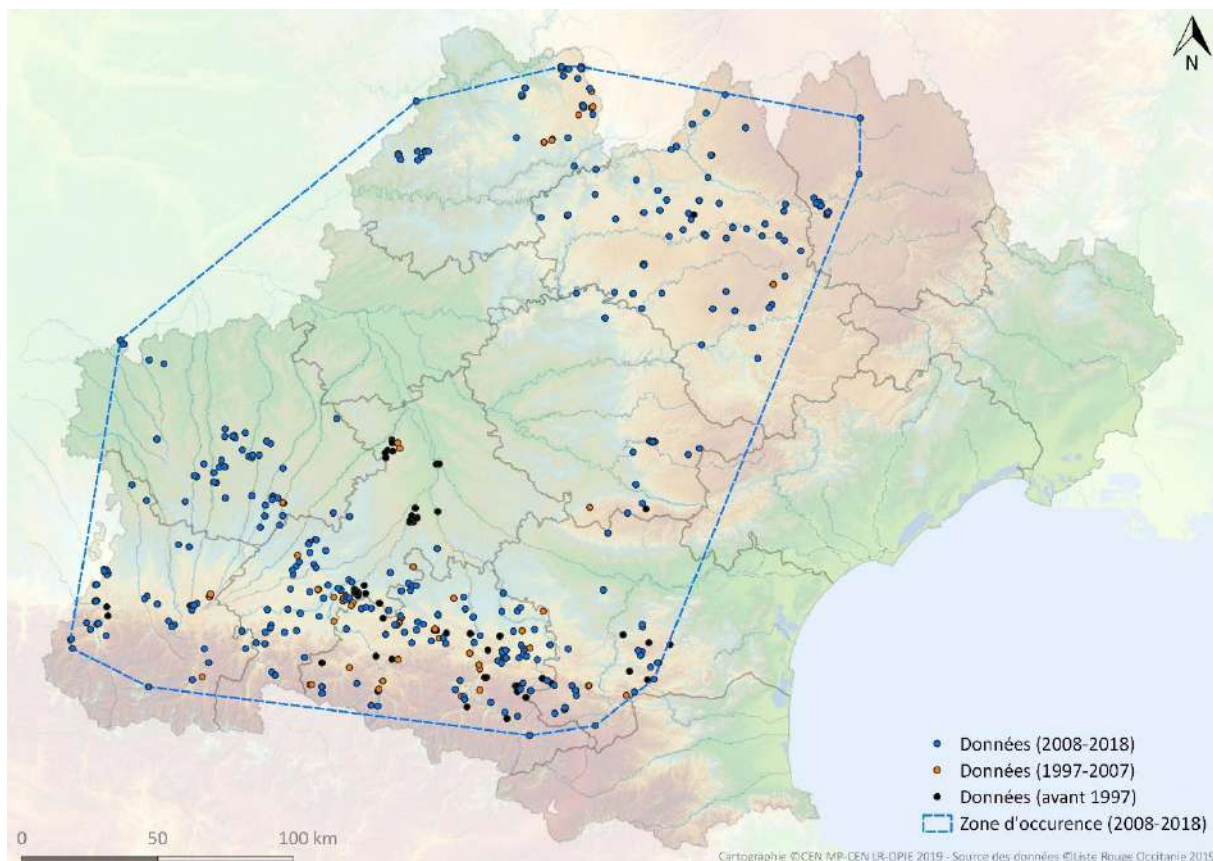 N
Données (2008-2018)
Données (1997-2007)
Données (avant 1997)
Zone d'occurence (2008-2018)
0 50 100 km
Cartographie ©CEN MP-CEN LR-OPIE 2019 - Source des données ©Liste Rouge Occitanie 2019